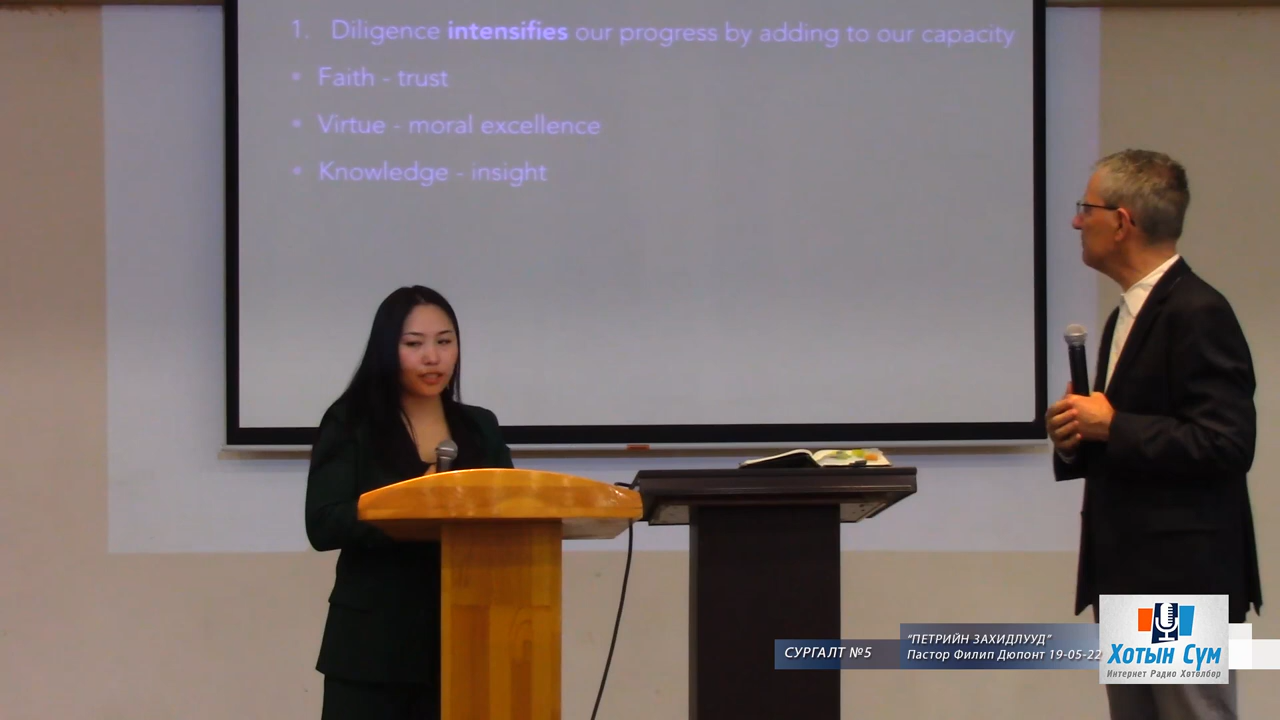 1. Diligence intensifies our progress by adding to our capacity
• Faith - trust
• Virtue - moral excellence
• Knowledge - insight
СУРГАЛТ №5
"ПЕТРИЙН ЗАХИДЛУУД"
Пастор Филип Дюпонт 19-05-22
Хотын Сүм
Интернет Радио Хөтөлбөр